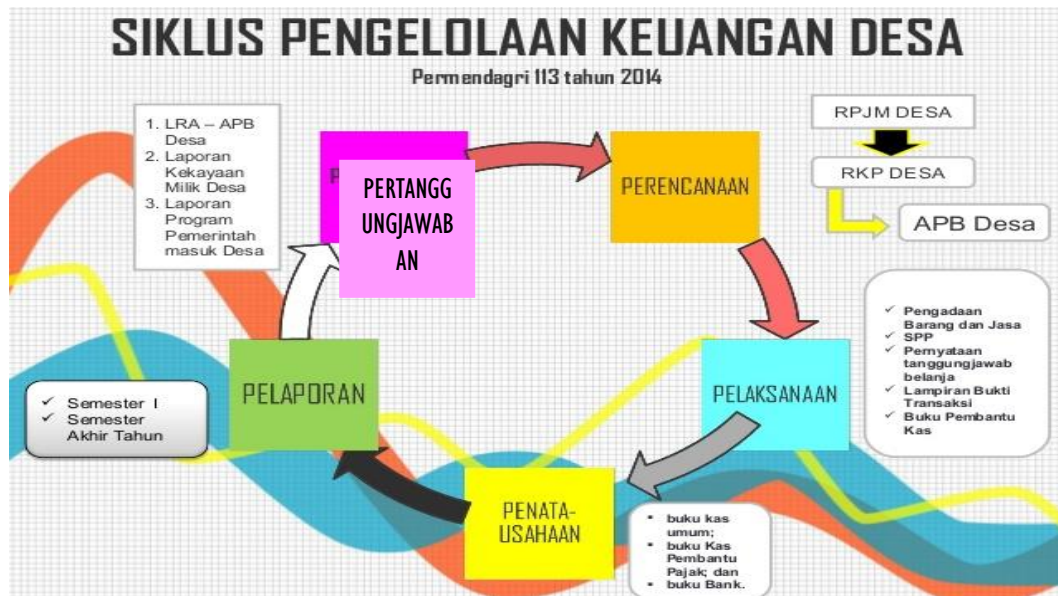 SIKLUS PENGELOLAAN KEUANGAN DESA
Permendagri 113 tahun 2014
1. LRA – APB
Desa
2. Laporan
Kekayaan
Milik Desa
3. Laporan
Program
Pemerintah
masuk Desa
PERTANGG
UNGJAWAB
AN
PERENCANAAN
RPJM DESA
RKP DESA
APB Desa
✓ Pengadaan
Barang dan Jasa
✓ SPP
✓ Pernyataan
tanggungjawab
belanja
✓ Lampiran Bukti
Transaksi
✓ Buku Pembantu
Kas
PELAKSANAAN
PENATA-
USAHAAN
▪ buku kas
umum;
▪ buku Kas
Pembantu
Pajak; dan
▪ buku Bank.
PELAPORAN
✓ Semester I
✓ Semester
Akhir Tahun